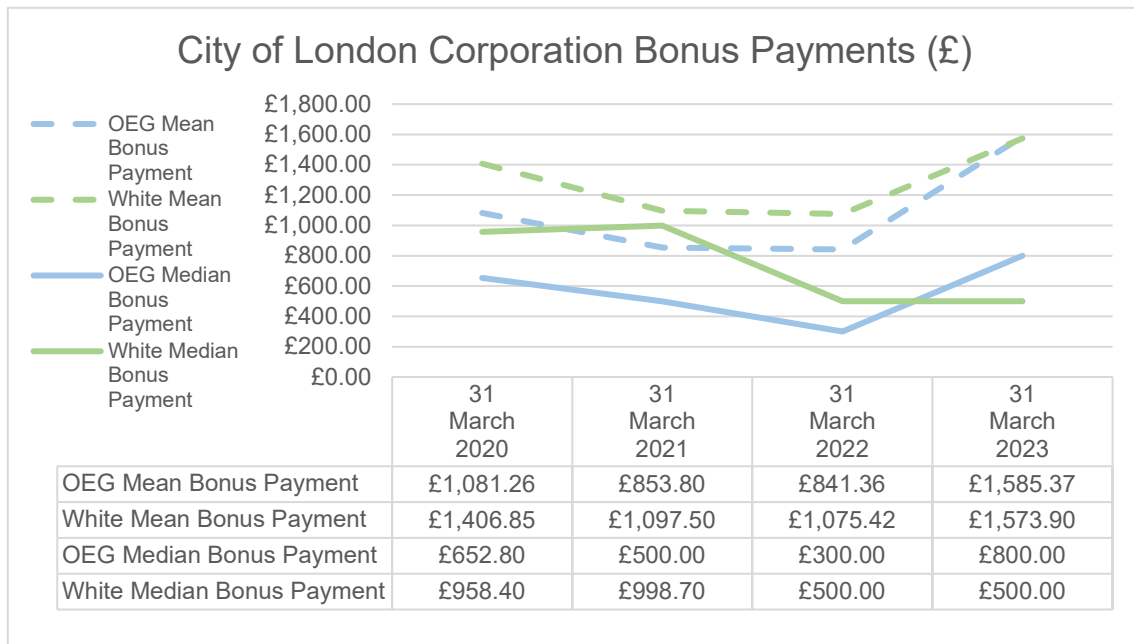 City of London Corporation Bonus Payments (£)
OEG Mean
Bonus
Payment
White Mean
Bonus
Payment
OEG Median
Bonus
Payment
White Median
Bonus
Payment
£1,800.00
£1,600.00
£1,400.00
£1,200.00
£1,000.00
£800.00
£600.00
£400.00
£200.00
£0.00
31 31 31 31
March March March March
2020 2021 2022 2023
OEG Mean Bonus Payment £1,081.26 £853.80 £841.36 £1,585.37
White Mean Bonus Payment £1,406.85 £1,097.50 £1,075.42 £1,573.90
OEG Median Bonus Payment £652.80 £500.00 £300.00 £800.00
White Median Bonus Payment £958.40 £998.70 £500.00 £500.00